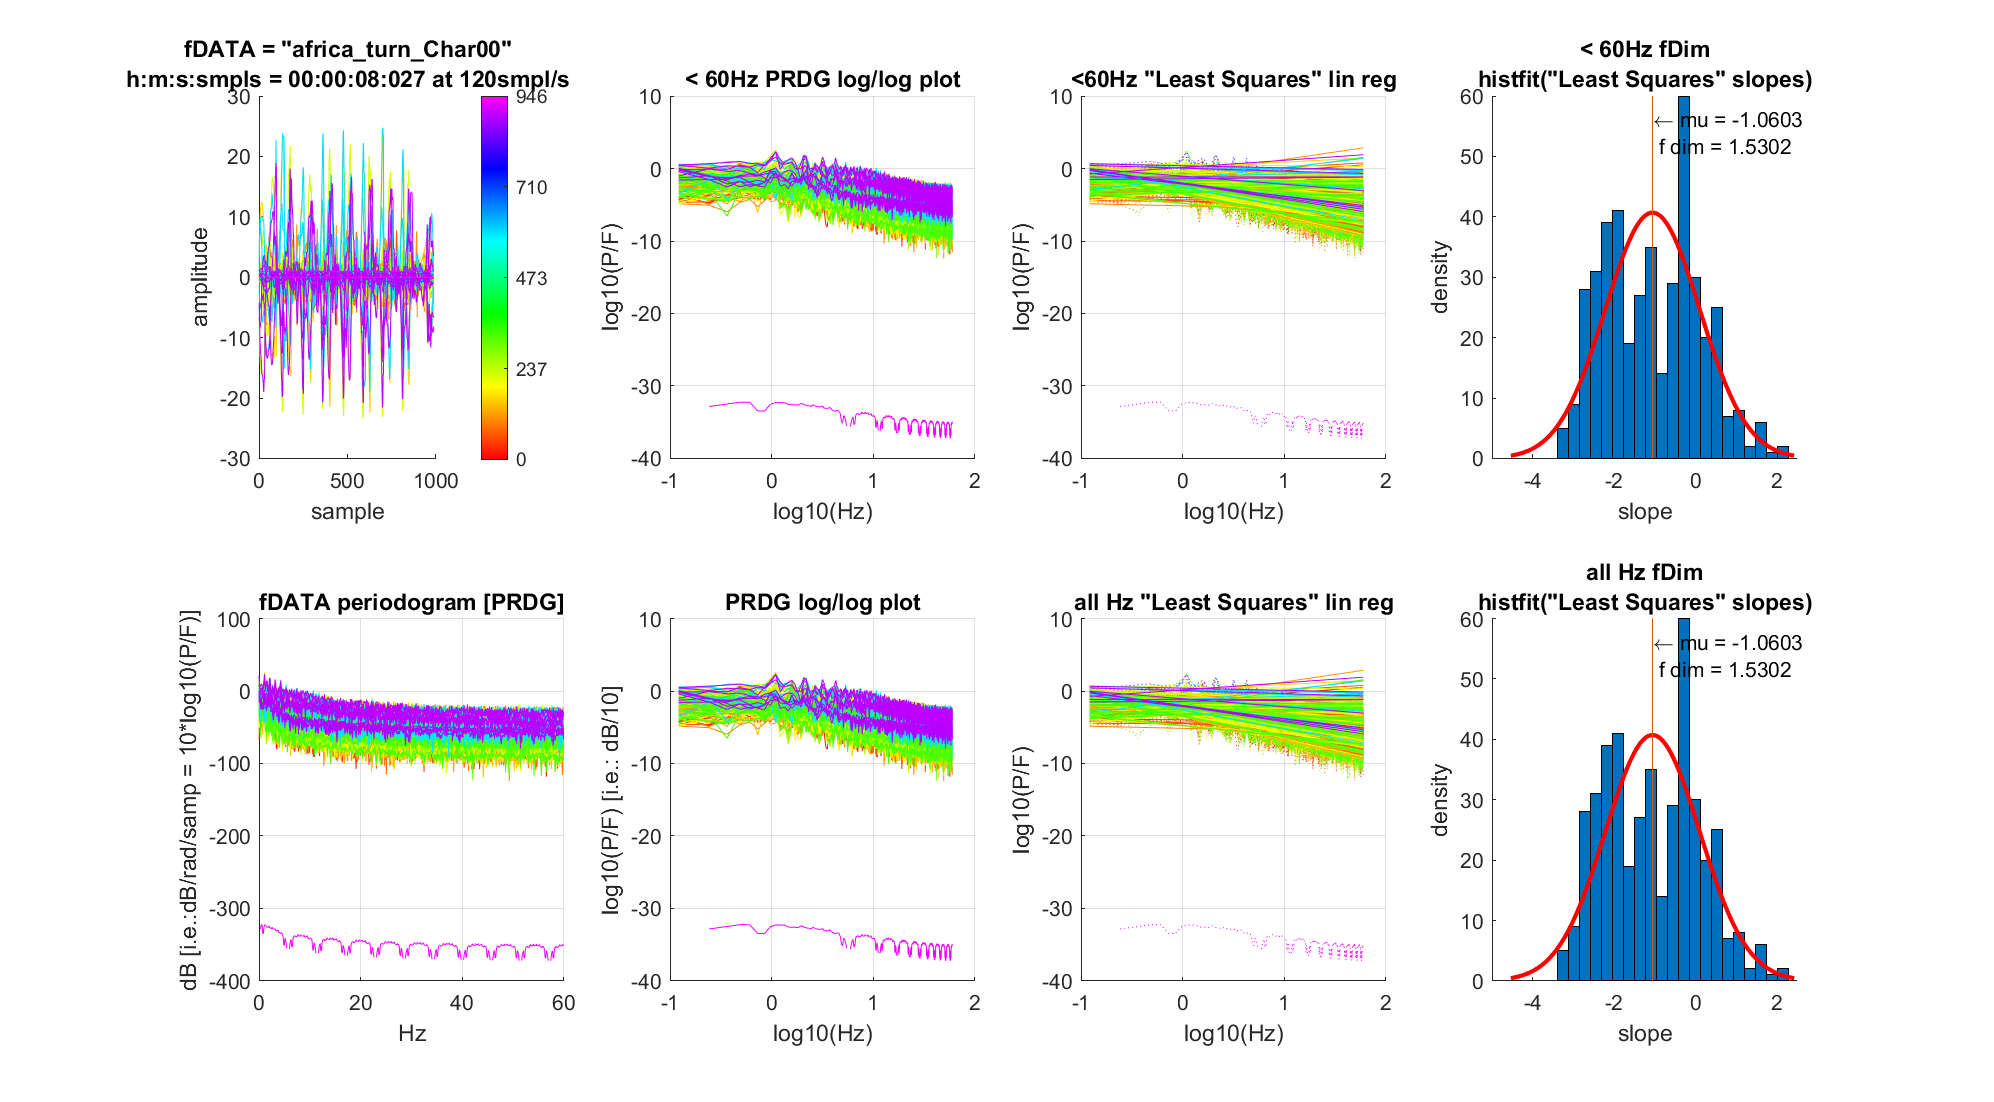 fDATA = "africa_turn_Char00"
h:m:s:smpls = 00:00:08:027 at 120smpl/s
30
20
10
0
-10
-20
-30
amplitude
0
500
1000
sample
946
710
473
237
0
< 60Hz PRDG log/log plot
10
0
-10
-20
-30
-40
log10(P/F)
-1
0
1
2
log10(Hz)
<60Hz "Least Squares" lin reg
10
0
-10
-20
-30
-40
log10(P/F)
-1
0
1
2
log10(Hz)
< 60Hz fDim
histfit("Least Squares" slopes)
← mu = -1.0603
f dim = 1.5302
60
50
40
30
20
10
0
density
-4
-2
0
2
slope
fDATA periodogram [PRDG]
100
0
-100
-200
-300
-400
dB [i.e.:dB/rad/samp = 10*log10(P/F)]
0
20
40
60
Hz
PRDG log/log plot
10
0
-10
-20
-30
-40
log10(P/F) [i.e.: dB/10]
-1
0
1
2
log10(Hz)
all Hz "Least Squares" lin reg
10
0
-10
-20
-30
-40
log10(P/F)
-1
0
1
2
log10(Hz)
all Hz fDim
histfit("Least Squares" slopes)
← mu = -1.0603
f dim = 1.5302
60
50
40
30
20
10
0
density
-4
-2
0
2
slope